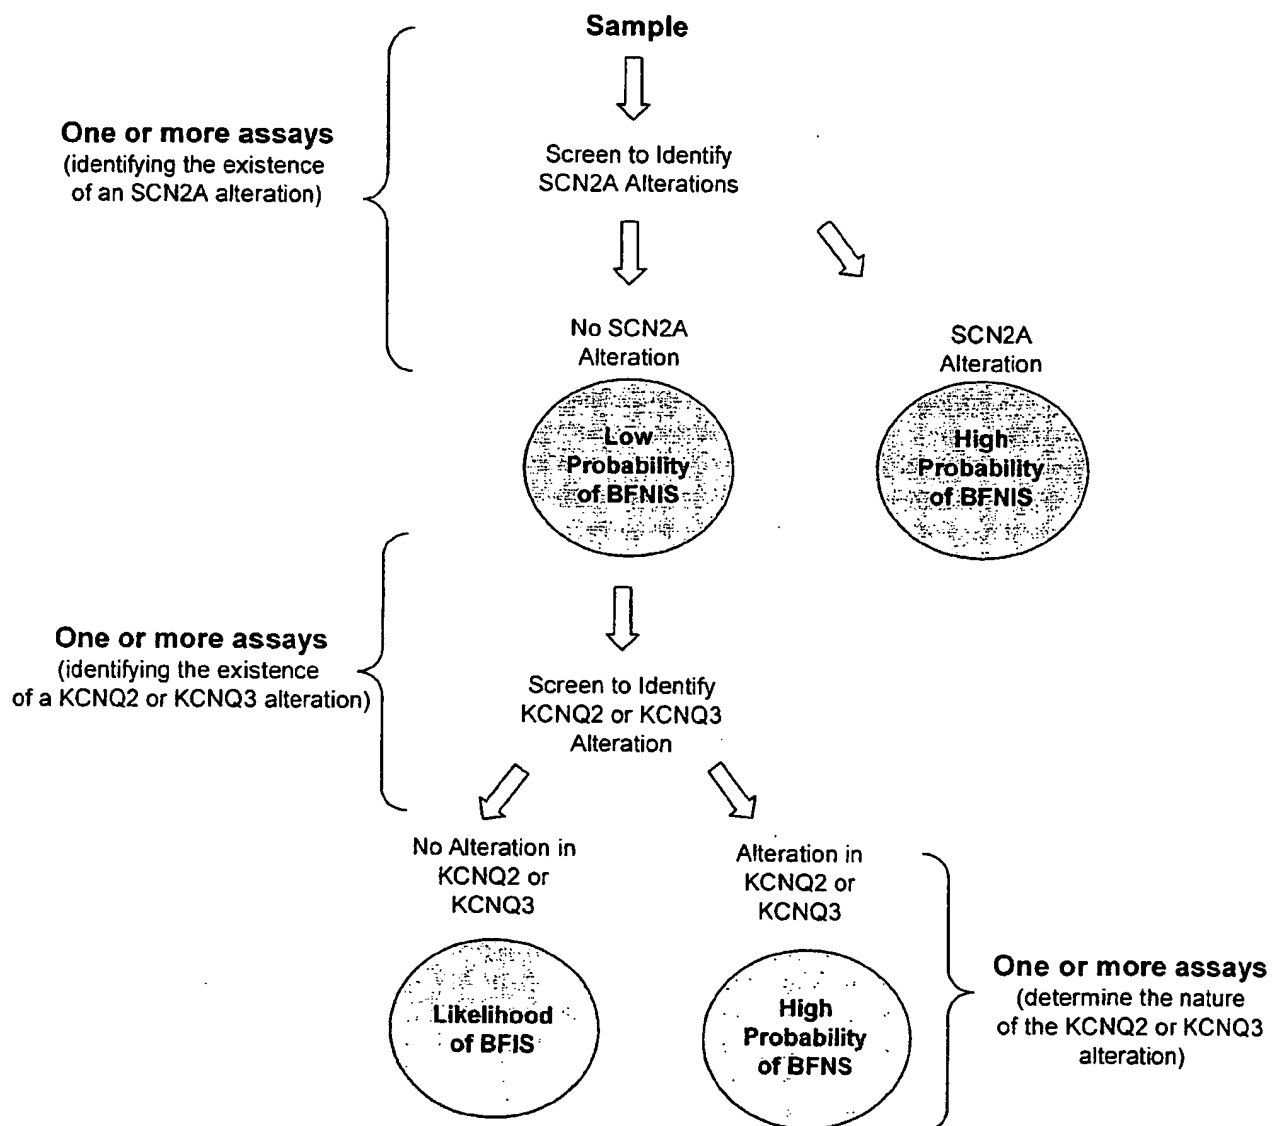 Sample
One or more assays
(identifying the existence
of an SCN2A alteration)
Screen to Identify
SCN2A Alterations
No SCN2A
Alteration
SCN2A
Alteration
Low
Probability
of BFNIS
High
Probability
of BFNIS
One or more assays
(identifying the existence
of a KCNQ2 or KCNQ3 alteration)
Screen to Identify
KCNQ2 or KCNQ3
Alteration
No Alteration in
KCNQ2 or
KCNQ3
Alteration in
KCNQ2 or
KCNQ3
Likelihood
of BFIS
High
Probability
of BFNS
One or more assays
(determine the nature
of the KCNQ2 or KCNQ3
alteration)